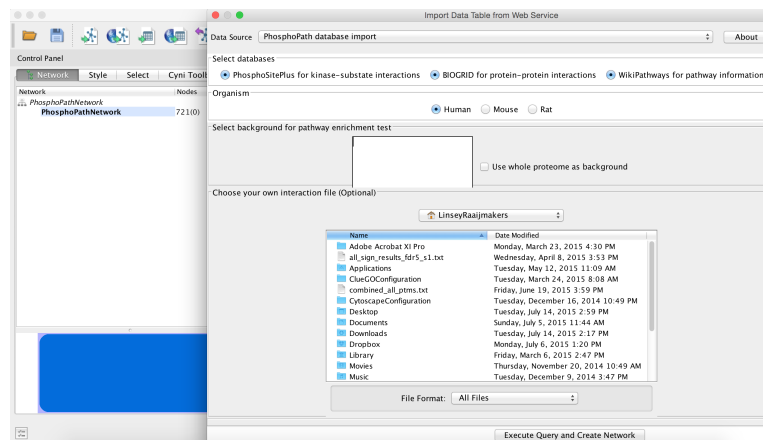 Import Data Table from Web Service
Data Source PhosphoPath database import About
Control Panel
Select databases
Network Style Select Cyni Toolb
PhosphoSitePlus for kinase-substrate interactions BIOGRID for protein-protein interactions WikiPathways for pathway information
Network Nodes
Organism
PhosphoPathNetwork
PhosphoPathNetwork 721(0)
Human Mouse Rat
Select background for pathway enrichment test
Use whole proteome as background
Choose your own interaction file (Optional)
LinseyRaaijmakers
Name Date Modified
Adobe Acrobat XI Pro Monday, March 23, 2015 4:30 PM
all_sign_results_fdr5_s1.txt Wednesday, April 8, 2015 3:53 PM
Applications Tuesday, May 12, 2015 11:09 AM
ClueGOConfiguration Tuesday, March 24, 2015 8:08 AM
combined_all_ptms.txt Friday, June 19, 2015 3:59 PM
CytoscapeConfiguration Tuesday, December 16, 2014 10:49 PM
Desktop Tuesday, July 14, 2015 2:59 PM
Documents Sunday, July 5, 2015 11:44 AM
Downloads Tuesday, July 14, 2015 2:17 PM
Dropbox Monday, July 6, 2015 1:20 PM
Library Friday, March 6, 2015 2:47 PM
Movies Thursday, November 20, 2014 10:49 AM
Music Tuesday, December 9, 2014 3:47 PM
File Format: All Files
Execute Query and Create Network